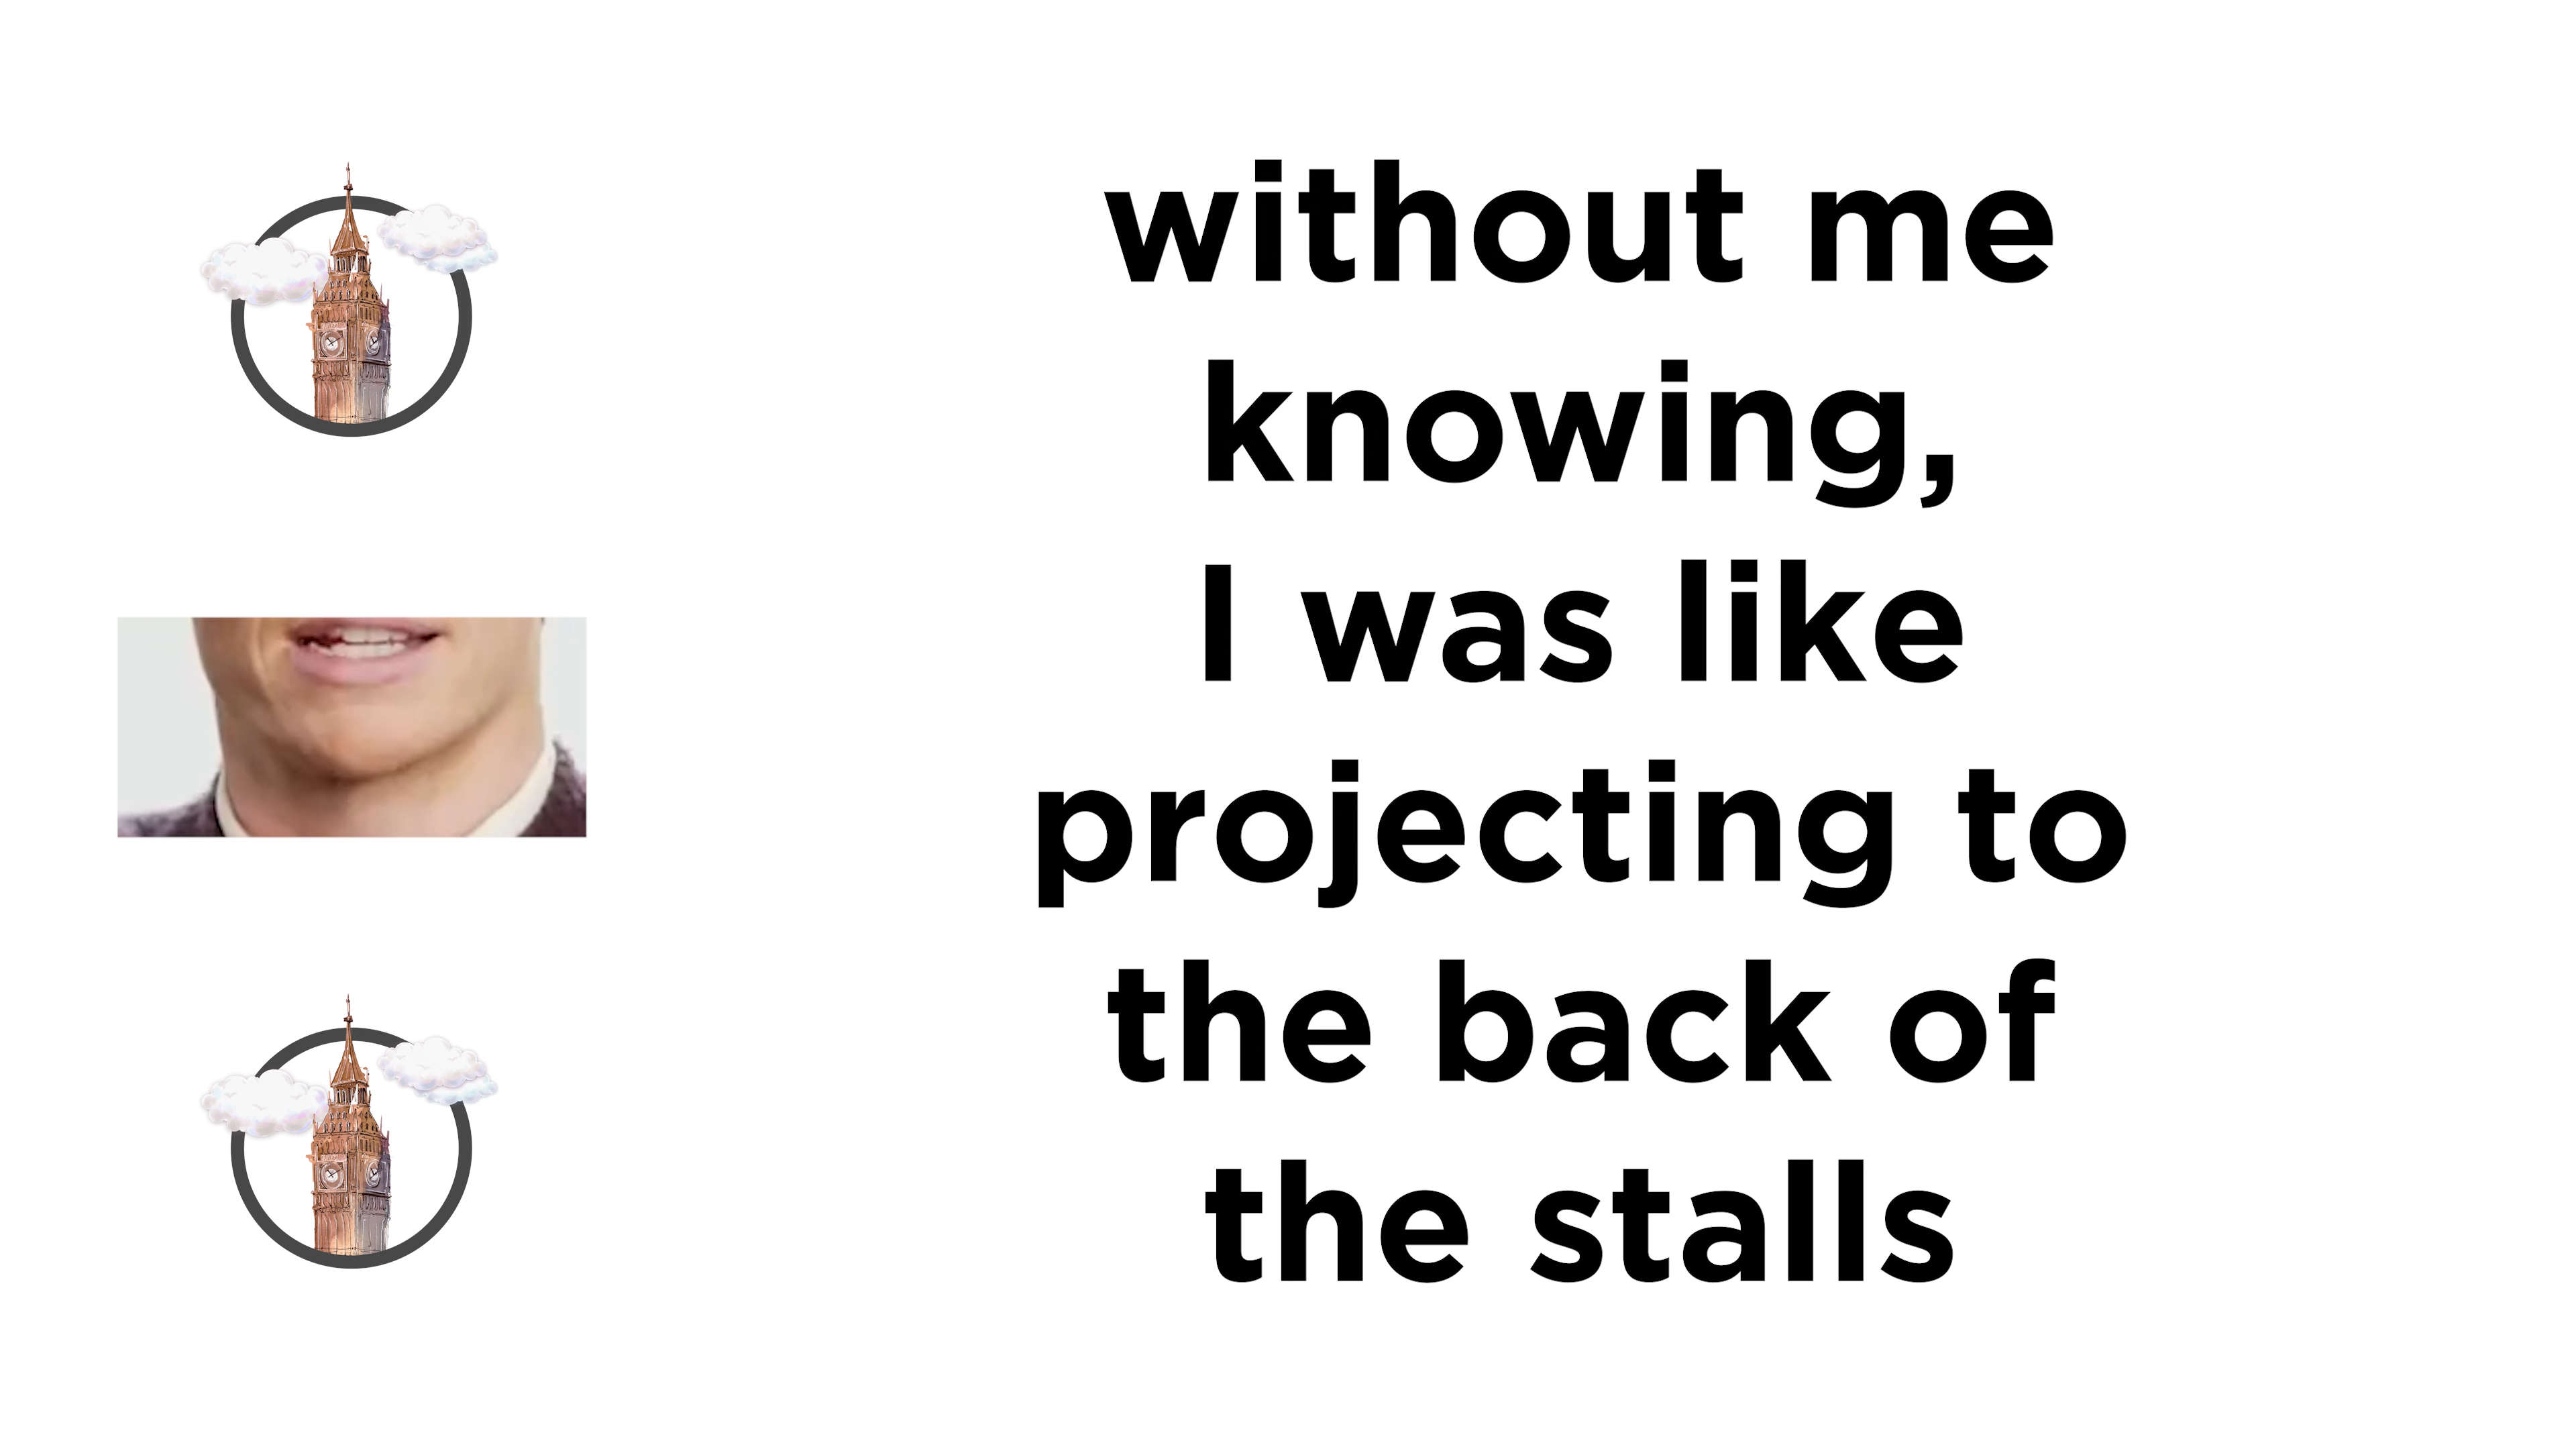 without me
knowing,
I was like
projecting to
the back of
the stalls